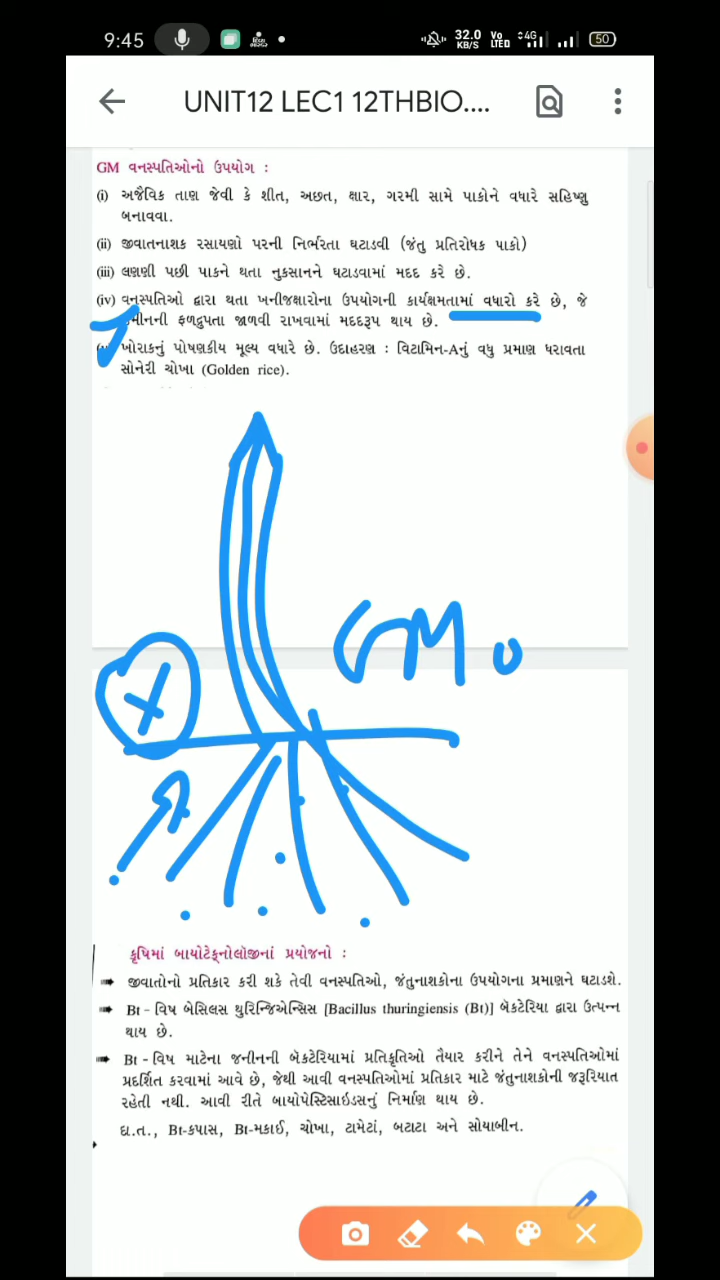 9:45
32.0 KB/S
Vo LTED
4G
50
UNIT12 LEC1 12THBIO....
GM વનસ્પતિઓનો ઉપયોગ :
(i) અજૈવિક તાણ જેવી કે શીત, અછત, ક્ષાર, ગરમી સામે પાકોને વધારે સહિષ્ણુ
બનાવવા.
(ii) જીવાતનાશક રસાયણો પરની નિર્ભરતા ઘટાડવી (જંતુ પ્રતિરોધક પાકો)
(iii) લણણી પછી પાકને થતા નુકસાનને ઘટાડવામાં મદદ કરે છે.
(iv) વનસ્પતિઓ દ્વારા થતા ખનીજક્ષારોના ઉપયોગની કાર્યક્ષમતામાં વધારો કરે છે, જે
મીનની ફળદ્રુપતા જાળવી રાખવામાં મદદરૂપ થાય છે.
ખોરાકનું પોષણકીય મૂલ્ય વધારે છે. ઉદાહરણ : વિટામિન-Aનું વધુ પ્રમાણ ધરાવતા
સોનેરી ચોખા (Golden rice).
GMo
X
કૃષિમાં બાયોટેક્નોલૉજીનાં પ્રયોજનો :
➠ જીવાતોનો પ્રતિકાર કરી શકે તેવી વનસ્પતિઓ, જંતુનાશકોના ઉપયોગના પ્રમાણને ઘટાડશે.
➠ Bt - વિષ બેસિલસ થુરિન્જિએન્સિસ [Bacillus thuringiensis (Bt)] બૅક્ટેરિયા દ્વારા ઉત્પન્ન
થાય છે.
➠ Bt - વિષ માટેના જનીનની બૅક્ટેરિયામાં પ્રતિકૃતિઓ તૈયાર કરીને તેને વનસ્પતિઓમાં
પ્રદર્શિત કરવામાં આવે છે, જેથી આવી વનસ્પતિઓમાં પ્રતિકાર માટે જંતુનાશકોની જરૂરિયાત
રહેતી નથી. આવી રીતે બાયોપેસ્ટિસાઇડસનું નિર્માણ થાય છે.
દા.ત., Bt-કપાસ, Bt-મકાઈ, ચોખા, ટામેટાં, બટાટા અને સોયાબીન.